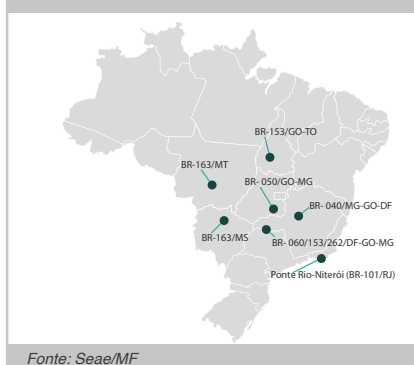 BR-153/GO-TO
BR-163/MT
BR- 050/GO-MG
BR- 040/MG-GO-DF
BR-163/MS
BR- 060/153/262/DF-GO-MG
Ponte Rio-Niterói (BR-101/RJ)
Fonte: Seae/MF